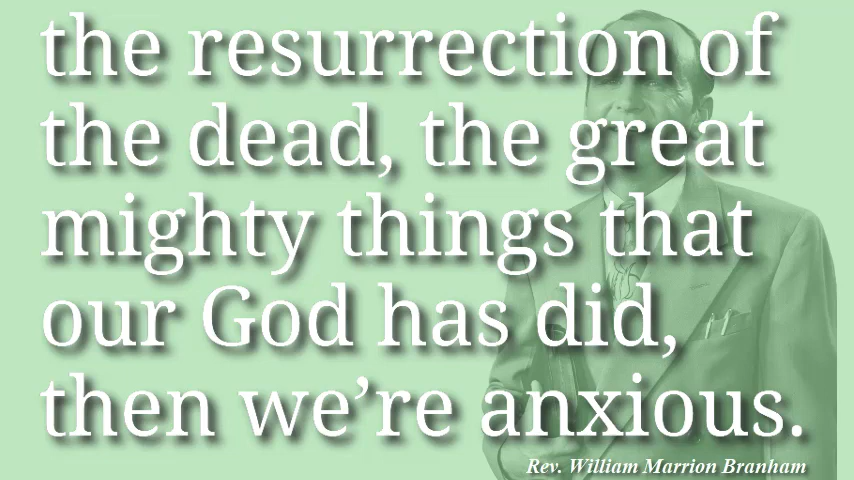 the resurrection of
the dead, the great
mighty things that
our God has did,
then we’re anxious.
Rev. William Marrion Branham